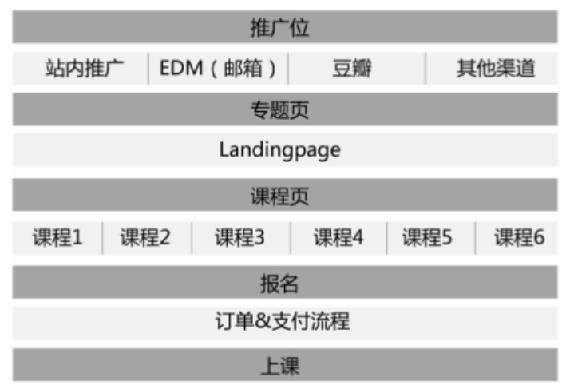 推广位
站内推广 EDM（邮箱） 豆瓣 其他渠道
专题页
Landingpage
课程页
课程1 课程2 课程3 课程4 课程5 课程6
报名
订单&支付流程
上课